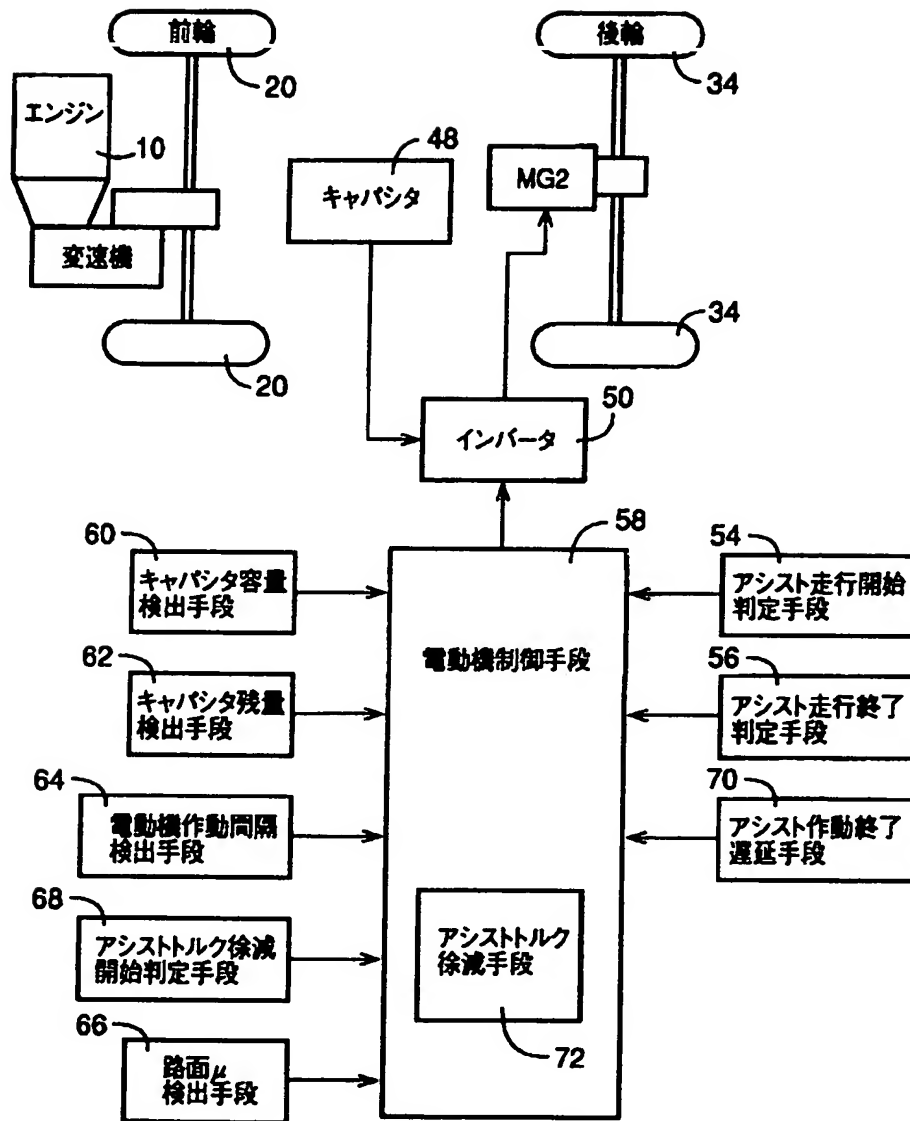 前輪
20
エンジン
10
変速機
20
48
キャパシタ
後輪
34
MG2
34
50
インバータ
58
電動機制御手段
60
キャパシタ容量
検出手段
62
キャパシタ残量
検出手段
64
電動機作動間隔
検出手段
68
アシストトルク徐減
開始判定手段
66
路面μ
検出手段
アシストトルク
徐減手段
72
54
アシスト走行開始
判定手段
56
アシスト走行終了
判定手段
70
アシスト作動終了
遅延手段